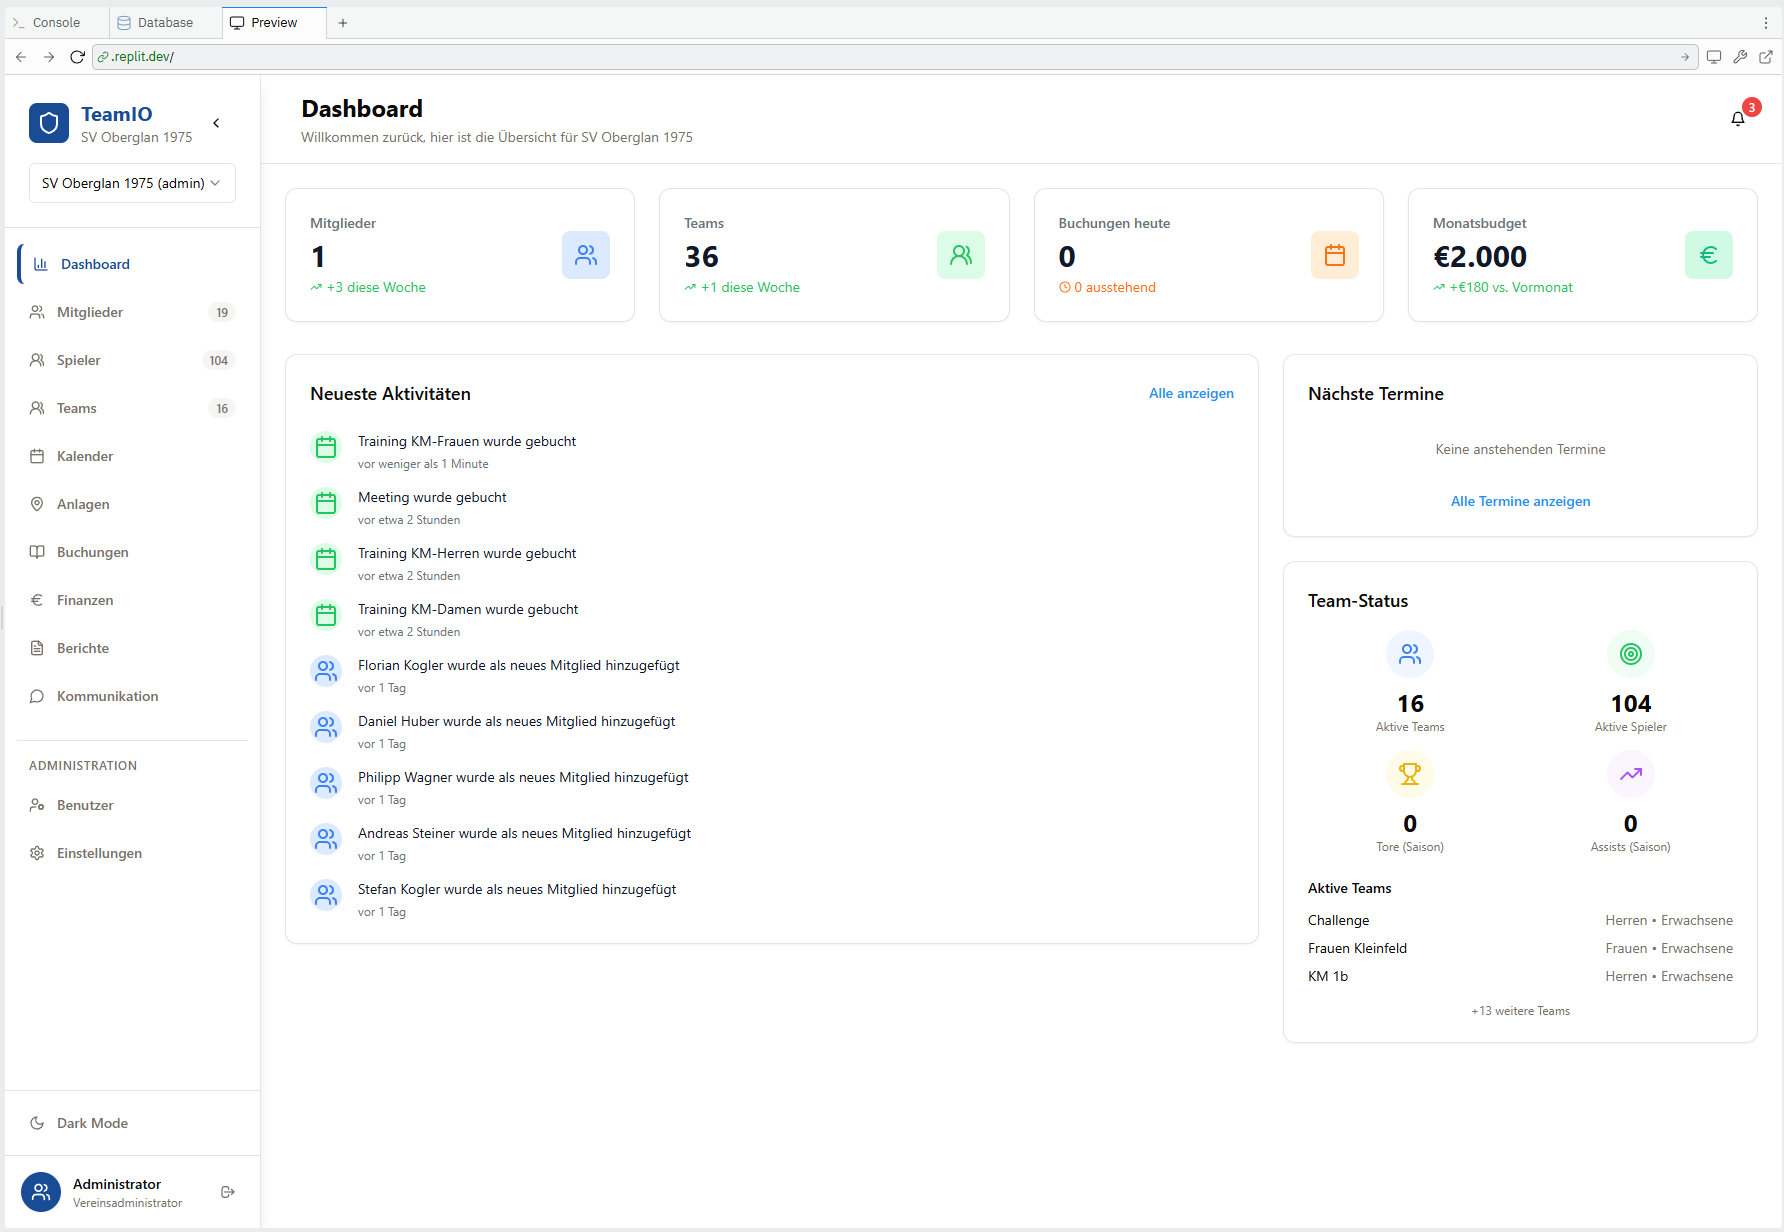 Console
Database
Preview
.replit.dev/
TeamIO
SV Oberglan 1975
SV Oberglan 1975 (admin)
Dashboard
Mitglieder 19
Spieler 104
Teams 16
Kalender
Anlagen
Buchungen
Finanzen
Berichte
Kommunikation
ADMINISTRATION
Benutzer
Einstellungen
Dark Mode
Administrator
Vereinsadministrator
Dashboard
Willkommen zurück, hier ist die Übersicht für SV Oberglan 1975
3
Mitglieder
1
+3 diese Woche
Teams
36
+1 diese Woche
Buchungen heute
0
0 ausstehend
Monatsbudget
€2.000
+€180 vs. Vormonat
Neueste Aktivitäten
Alle anzeigen
Training KM-Frauen wurde gebucht
vor weniger als 1 Minute
Meeting wurde gebucht
vor etwa 2 Stunden
Training KM-Herren wurde gebucht
vor etwa 2 Stunden
Training KM-Damen wurde gebucht
vor etwa 2 Stunden
Florian Kogler wurde als neues Mitglied hinzugefügt
vor 1 Tag
Daniel Huber wurde als neues Mitglied hinzugefügt
vor 1 Tag
Philipp Wagner wurde als neues Mitglied hinzugefügt
vor 1 Tag
Andreas Steiner wurde als neues Mitglied hinzugefügt
vor 1 Tag
Stefan Kogler wurde als neues Mitglied hinzugefügt
vor 1 Tag
Nächste Termine
Keine anstehenden Termine
Alle Termine anzeigen
Team-Status
16
Aktive Teams
104
Aktive Spieler
0
Tore (Saison)
0
Assists (Saison)
Aktive Teams
Challenge Herren • Erwachsene
Frauen Kleinfeld Frauen • Erwachsene
KM 1b Herren • Erwachsene
+13 weitere Teams